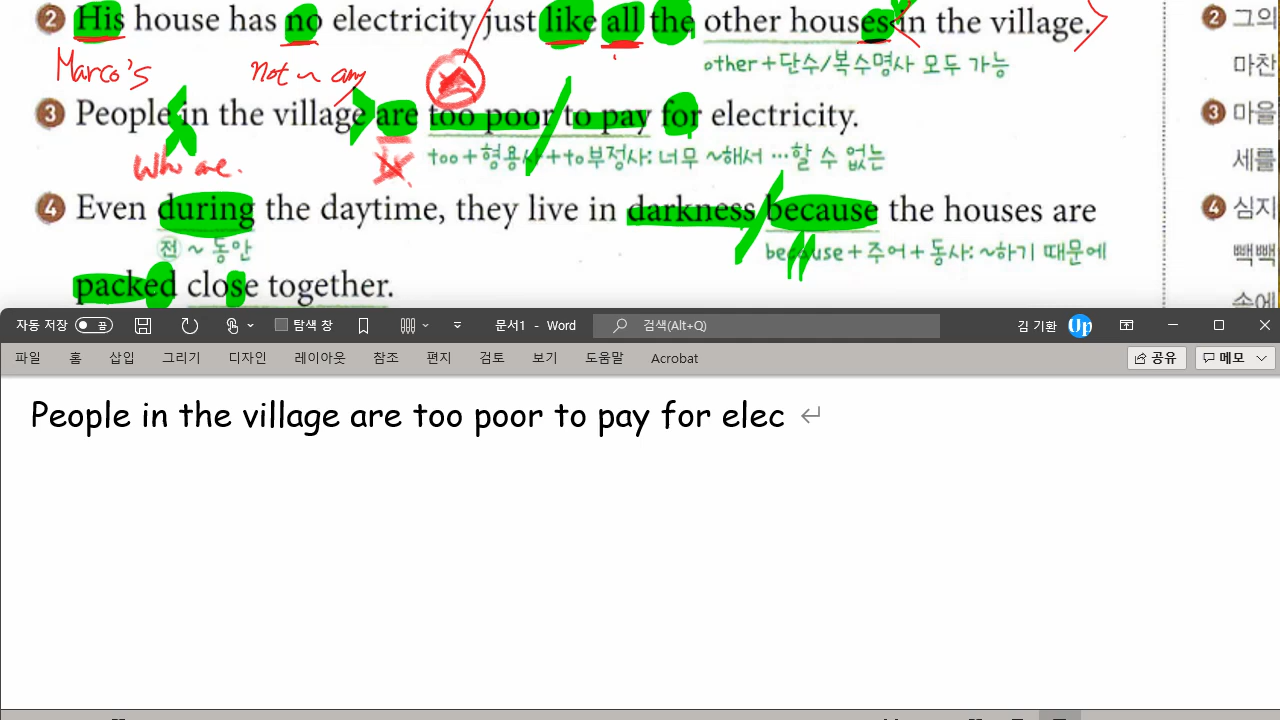 2 His house has no electricity just like all the other houses in the village.
Marco's not ~ any other+단수/복수명사 모두 가능
3 People in the village are too poor to pay for electricity.
who are. is too+형용사+to부정사: 너무 ~해서 …할 수 없는
4 Even during the daytime, they live in darkness because the houses are
전 ~ 동안 because+주어+동사: ~하기 때문에
packed close together.
2 그의
마찬
3 마을
세를
4 심지
빽빽
속에
자동 저장 끔 탐색 창 문서1 - Word 검색(Alt+Q) 김 기환 Up
파일 홈 삽입 그리기 디자인 레이아웃 참조 편지 검토 보기 도움말 Acrobat 공유 메모
People in the village are too poor to pay for elec